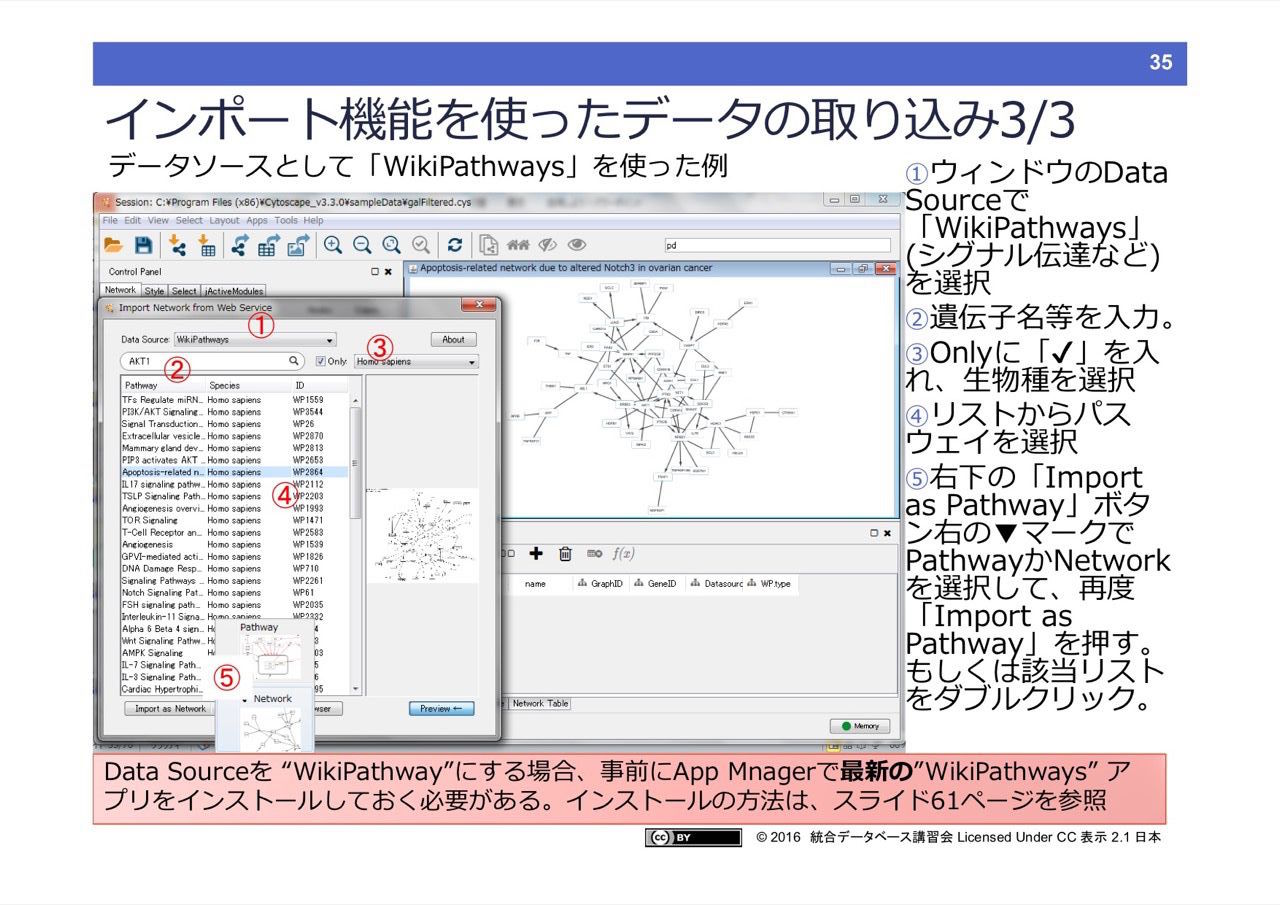 35
インポート機能を使ったデータの取り込み3/3
データソースとして「WikiPathways」を使った例
Session: C:¥Program Files (x86)¥Cytoscape_v3.3.0¥sampleData¥galFiltered.cys
File Edit View Select Layout Apps Tools Help
pd
Control Panel
Network Style Select jActiveModules
Apoptosis-related network due to altered Notch3 in ovarian cancer
Import Network from Web Service
①
Data Source: WikiPathways
About
AKT1
②
Only
③
Homo sapiens
Pathway Species ID
TFs Regulate miRN... Homo sapiens WP1559
PI3K/AKT Signaling... Homo sapiens WP3544
Signal Transduction... Homo sapiens WP26
Extracellular vesicle... Homo sapiens WP2870
Mammary gland dev... Homo sapiens WP2813
PIP3 activates AKT ... Homo sapiens WP2653
Apoptosis-related n... Homo sapiens WP2864
IL17 signaling pathw... Homo sapiens WP2112
TSLP Signaling Path... Homo sapiens WP2203
④
Angiogenesis overvi... Homo sapiens WP1993
TOR Signaling Homo sapiens WP1471
T-Cell Receptor an... Homo sapiens WP2583
Angiogenesis Homo sapiens WP1539
GPVI-mediated acti... Homo sapiens WP1826
DNA Damage Resp... Homo sapiens WP710
Signaling Pathways ... Homo sapiens WP2261
Notch Signaling Pat... Homo sapiens WP61
FSH signaling path... Homo sapiens WP2035
Interleukin-11 Signa... Homo sapiens WP2332
Alpha 6 Beta 4 sign...
Wnt Signaling Pathw...
AMPK Signaling
IL-7 Signaling Path...
IL-3 Signaling Path...
Cardiac Hypertrophi...
Pathway
⑤
Network
Import as Network
Preview ←
f(x)
name GraphID GeneID Datasourc WP.type
Network Table
Memory
①ウィンドウのData
Sourceで
「WikiPathways」
(シグナル伝達など)
を選択
②遺伝子名等を入力。
③Onlyに「✓」を入
れ、生物種を選択
④リストからパス
ウェイを選択
⑤右下の「Import
as Pathway」ボタ
ン右の▼マークで
PathwayかNetwork
を選択して、再度
「Import as
Pathway」を押す。
もしくは該当リスト
をダブルクリック。
Data Sourceを “WikiPathway”にする場合、事前にApp Mnagerで最新の”WikiPathways” ア
プリをインストールしておく必要がある。インストールの方法は、スライド61ページを参照
cc BY
© 2016 統合データベース講習会 Licensed Under CC 表示 2.1 日本